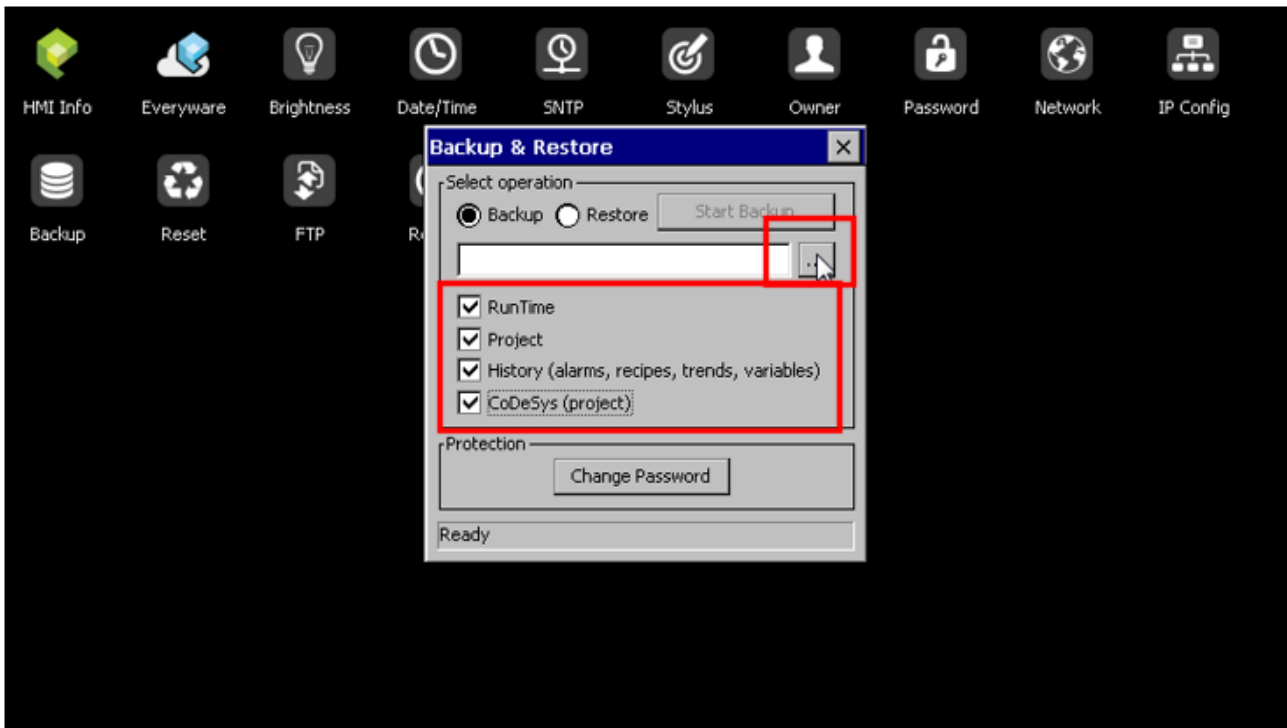 HMI Info Everyware Brightness Date/Time SNTP Stylus Owner Password Network IP Config
Backup Reset FTP
Backup & Restore
Select operation
Backup Restore Start Backup
...
RunTime
Project
History (alarms, recipes, trends, variables)
CoDeSys (project)
Protection
Change Password
Ready